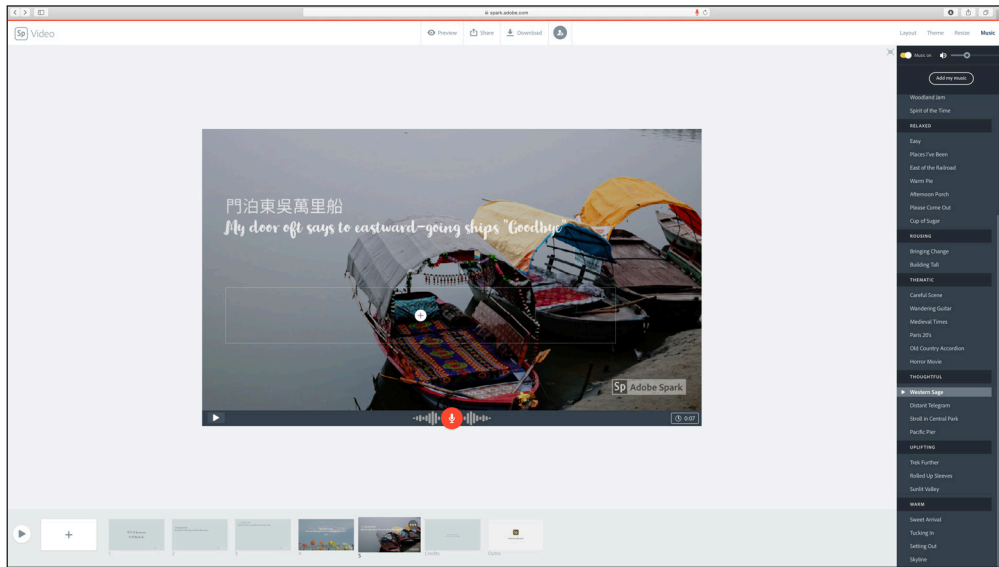 spark.adobe.com
Sp Video
Preview
Share
Download
Layout
Theme
Resize
Music
Music on
Add my music
Woodland Jam
Spirit of the Time
RELAXED
Easy
Places I've Been
East of the Railroad
Warm Pie
Afternoon Porch
Please Come Out
Cup of Sugar
ROUSING
Bringing Change
Building Tall
THEMATIC
Careful Scene
Wandering Guitar
Medieval Times
Paris 20's
Old Country Accordion
Horror Movie
THOUGHTFUL
Western Sage
Distant Telegram
Stroll in Central Park
Pacific Pier
UPLIFTING
Trek Further
Rolled Up Sleeves
Sunlit Valley
WARM
Sweet Arrival
Tucking In
Setting Out
Skyline
門泊東吳萬里船
My door oft says to eastward-going ships "Goodbye"
Sp Adobe Spark
0:07
1
2
3
4
5
Credits
Outro